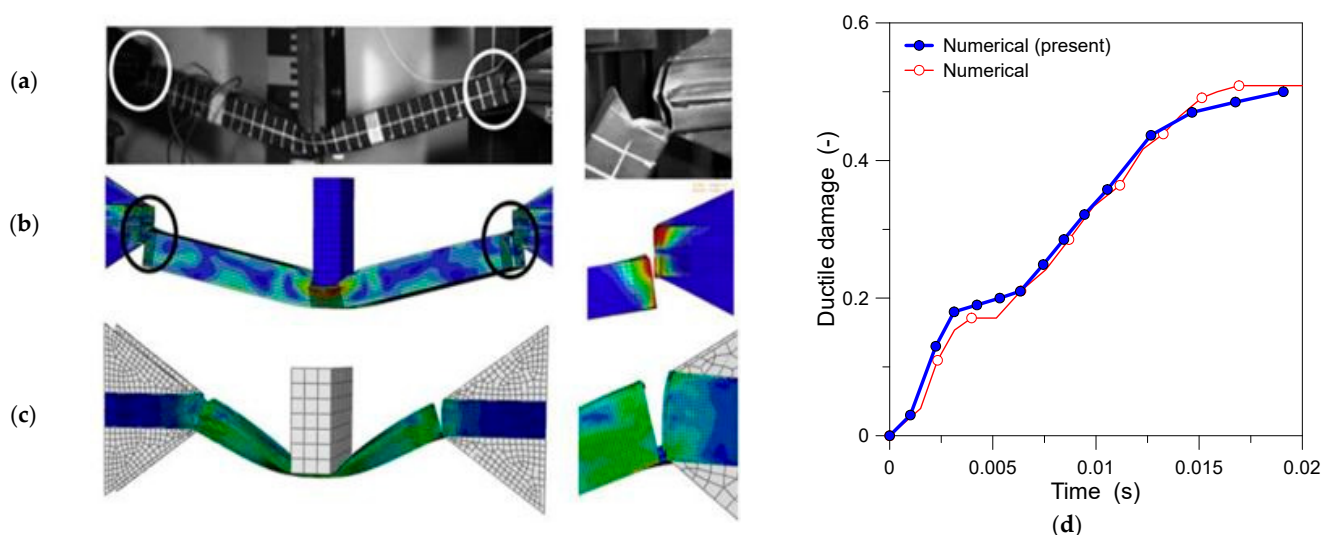 (a)
(b)
(c)
0.6
0.4
0.2
0
Ductile damage (-)
Numerical (present)
Numerical
0 0.005 0.01 0.015 0.02
Time (s)
(d)